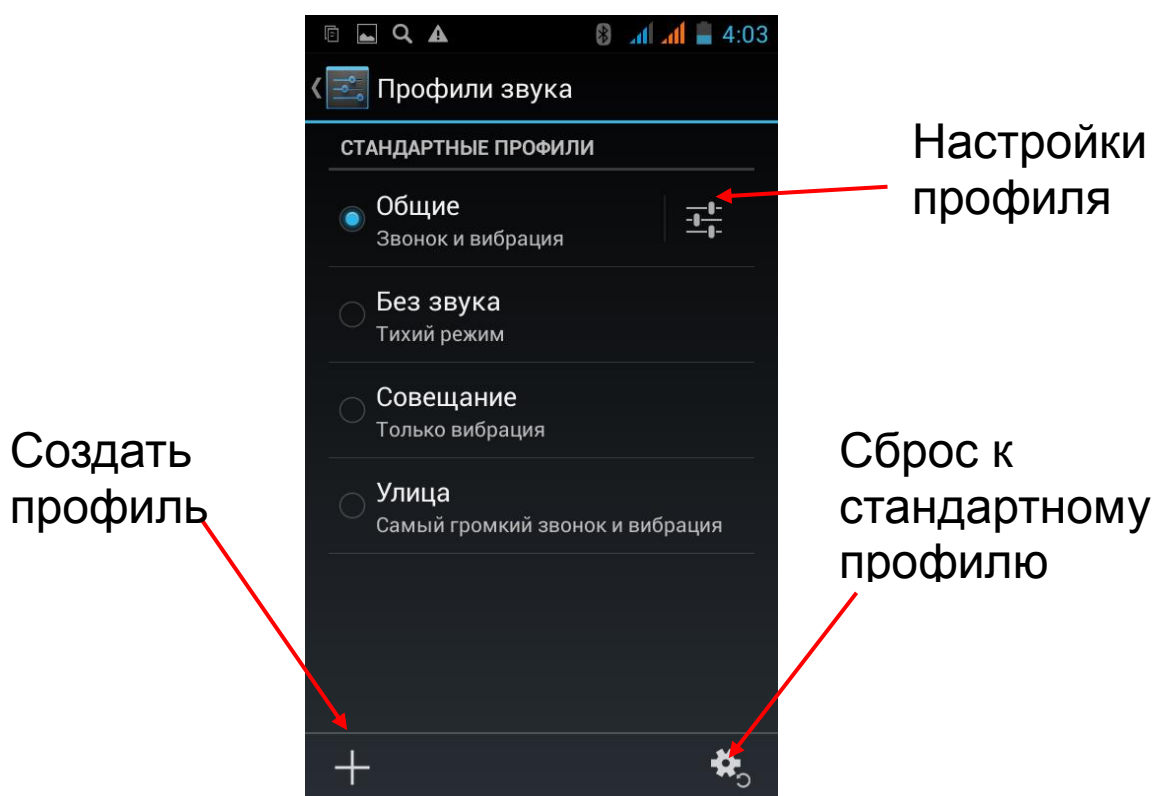 4:03
Профили звука
СТАНДАРТНЫЕ ПРОФИЛИ
Общие
Звонок и вибрация
Без звука
Тихий режим
Совещание
Только вибрация
Улица
Самый громкий звонок и вибрация
Настройки
профиля
Создать
профиль
Сброс к
стандартному
профилю